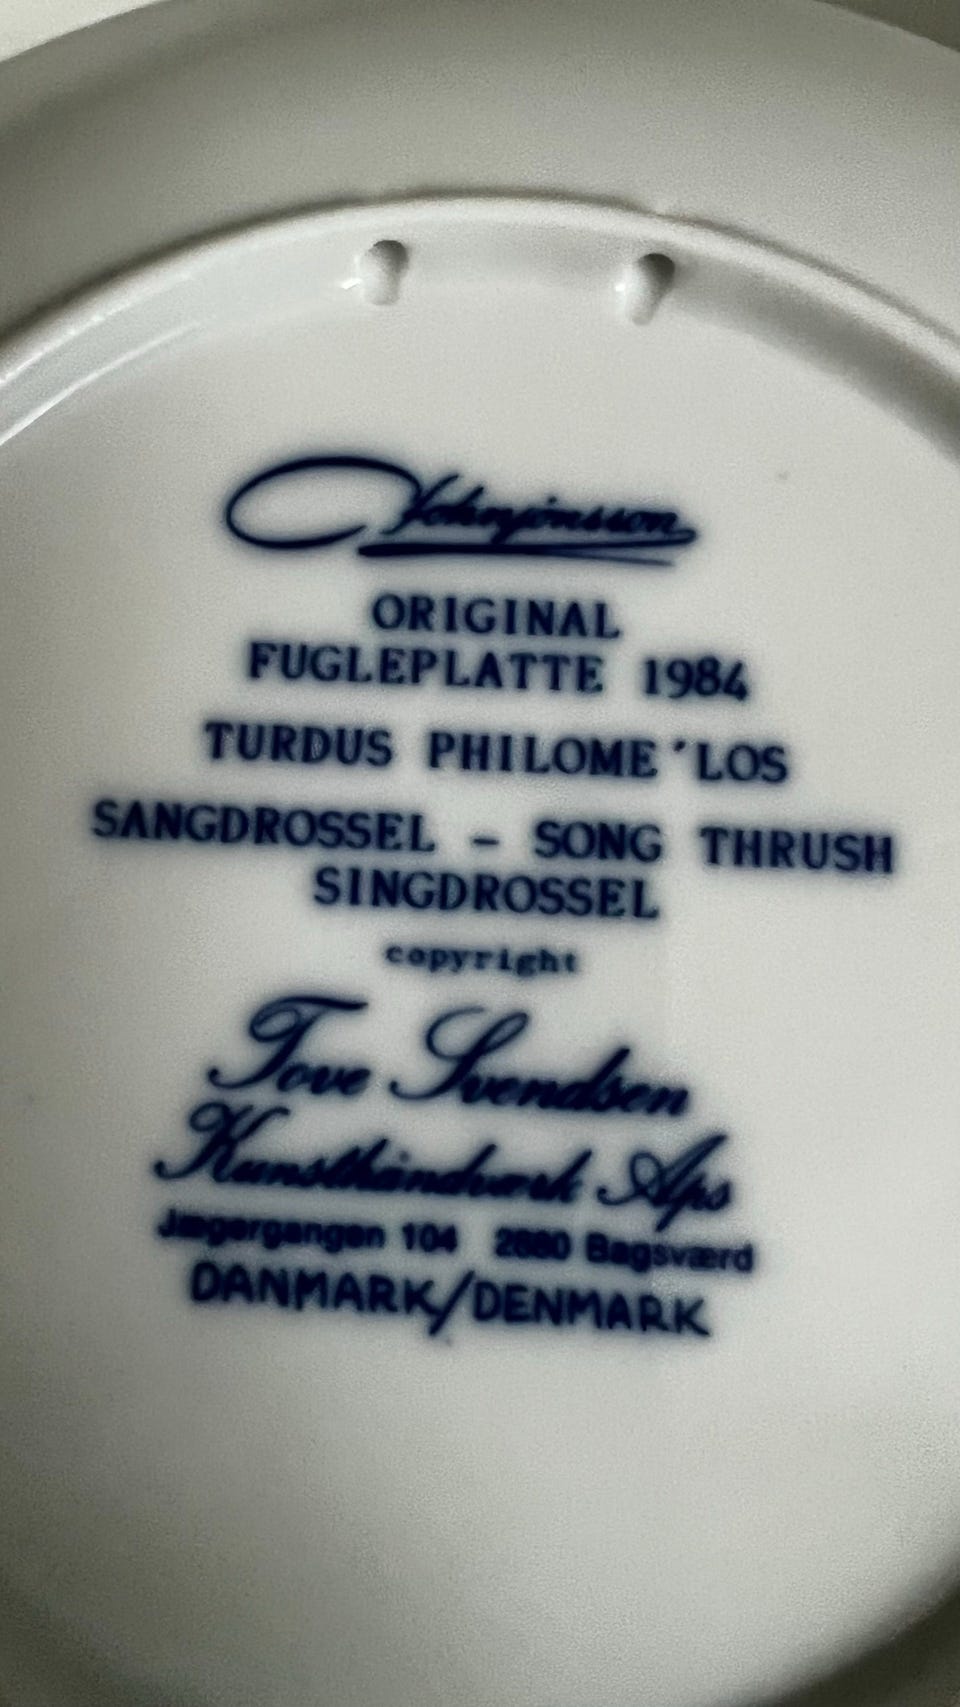 ORIGINAL
FUGLEPLATTE 1984
TURDUS PHILOME'LOS
SANGDROSSEL - SONG THRUSH
SINGDROSSEL
copyright
Tove Svendsen
Kunsthåndværk Aps
Jægergangen 104 2880 Bagsværd
DANMARK/DENMARK